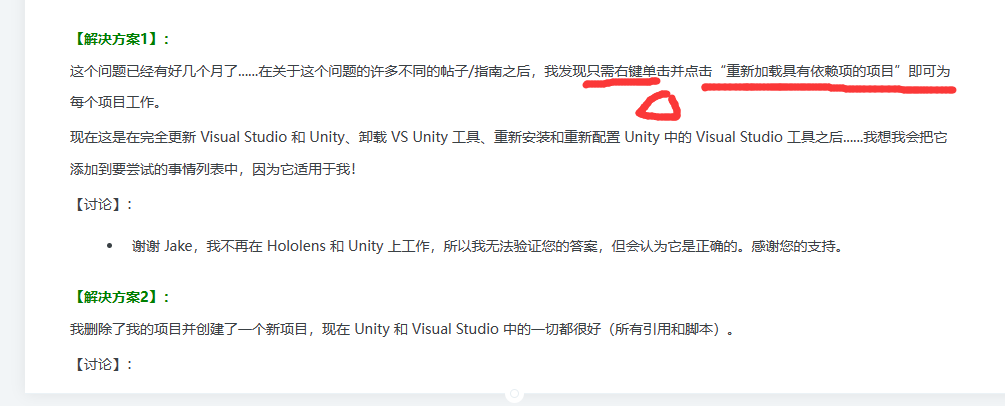 【解决方案1】：
这个问题已经有好几个月了......在关于这个问题的许多不同的帖子/指南之后，我发现只需右键单击并点击“重新加载具有依赖项的项目”即可为
每个项目工作。
现在这是在完全更新 Visual Studio 和 Unity、卸载 VS Unity 工具、重新安装和重新配置 Unity 中的 Visual Studio 工具之后......我想我会把它
添加到要尝试的事情列表中，因为它适用于我！
【讨论】：
• 谢谢 Jake，我不再在 Hololens 和 Unity 上工作，所以我无法验证您的答案，但会认为它是正确的。感谢您的支持。
【解决方案2】：
我删除了我的项目并创建了一个新项目，现在 Unity 和 Visual Studio 中的一切都很好（所有引用和脚本）。
【讨论】：